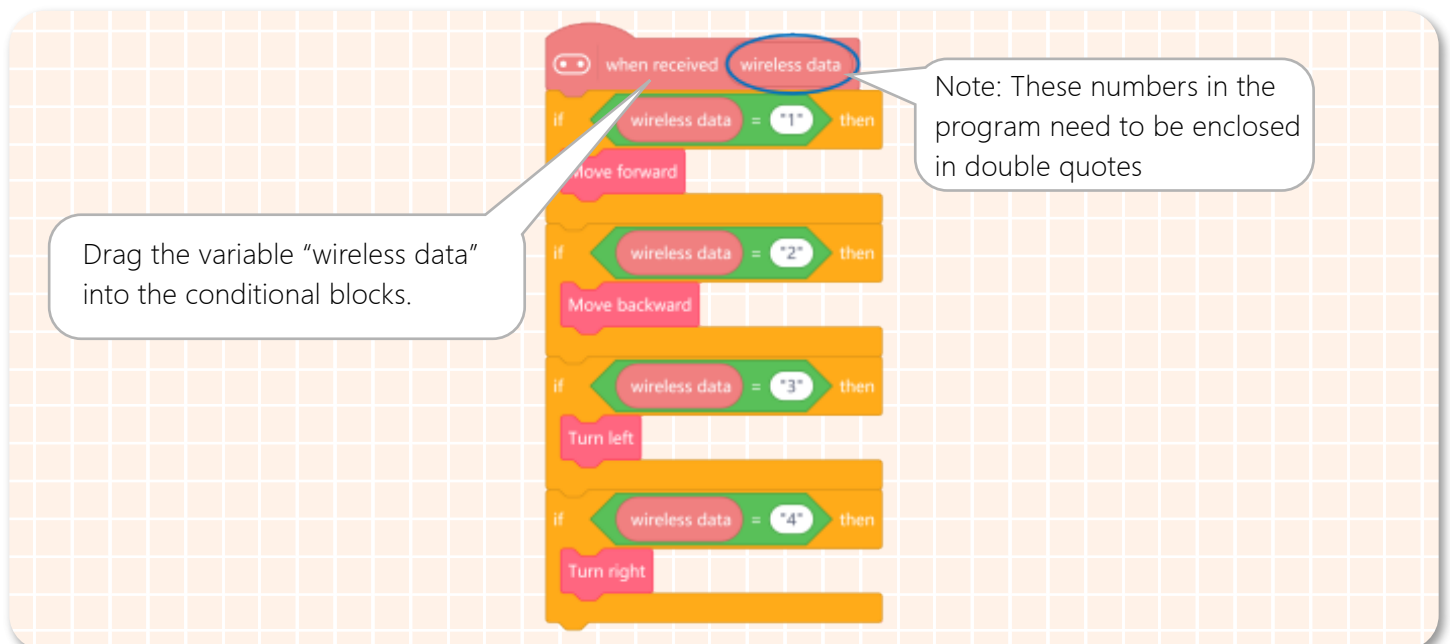 when received wireless data
Note: These numbers in the
program need to be enclosed
in double quotes
if wireless data = "1" then
Move forward
Drag the variable “wireless data”
into the conditional blocks.
if wireless data = "2" then
Move backward
if wireless data = "3" then
Turn left
if wireless data = "4" then
Turn right